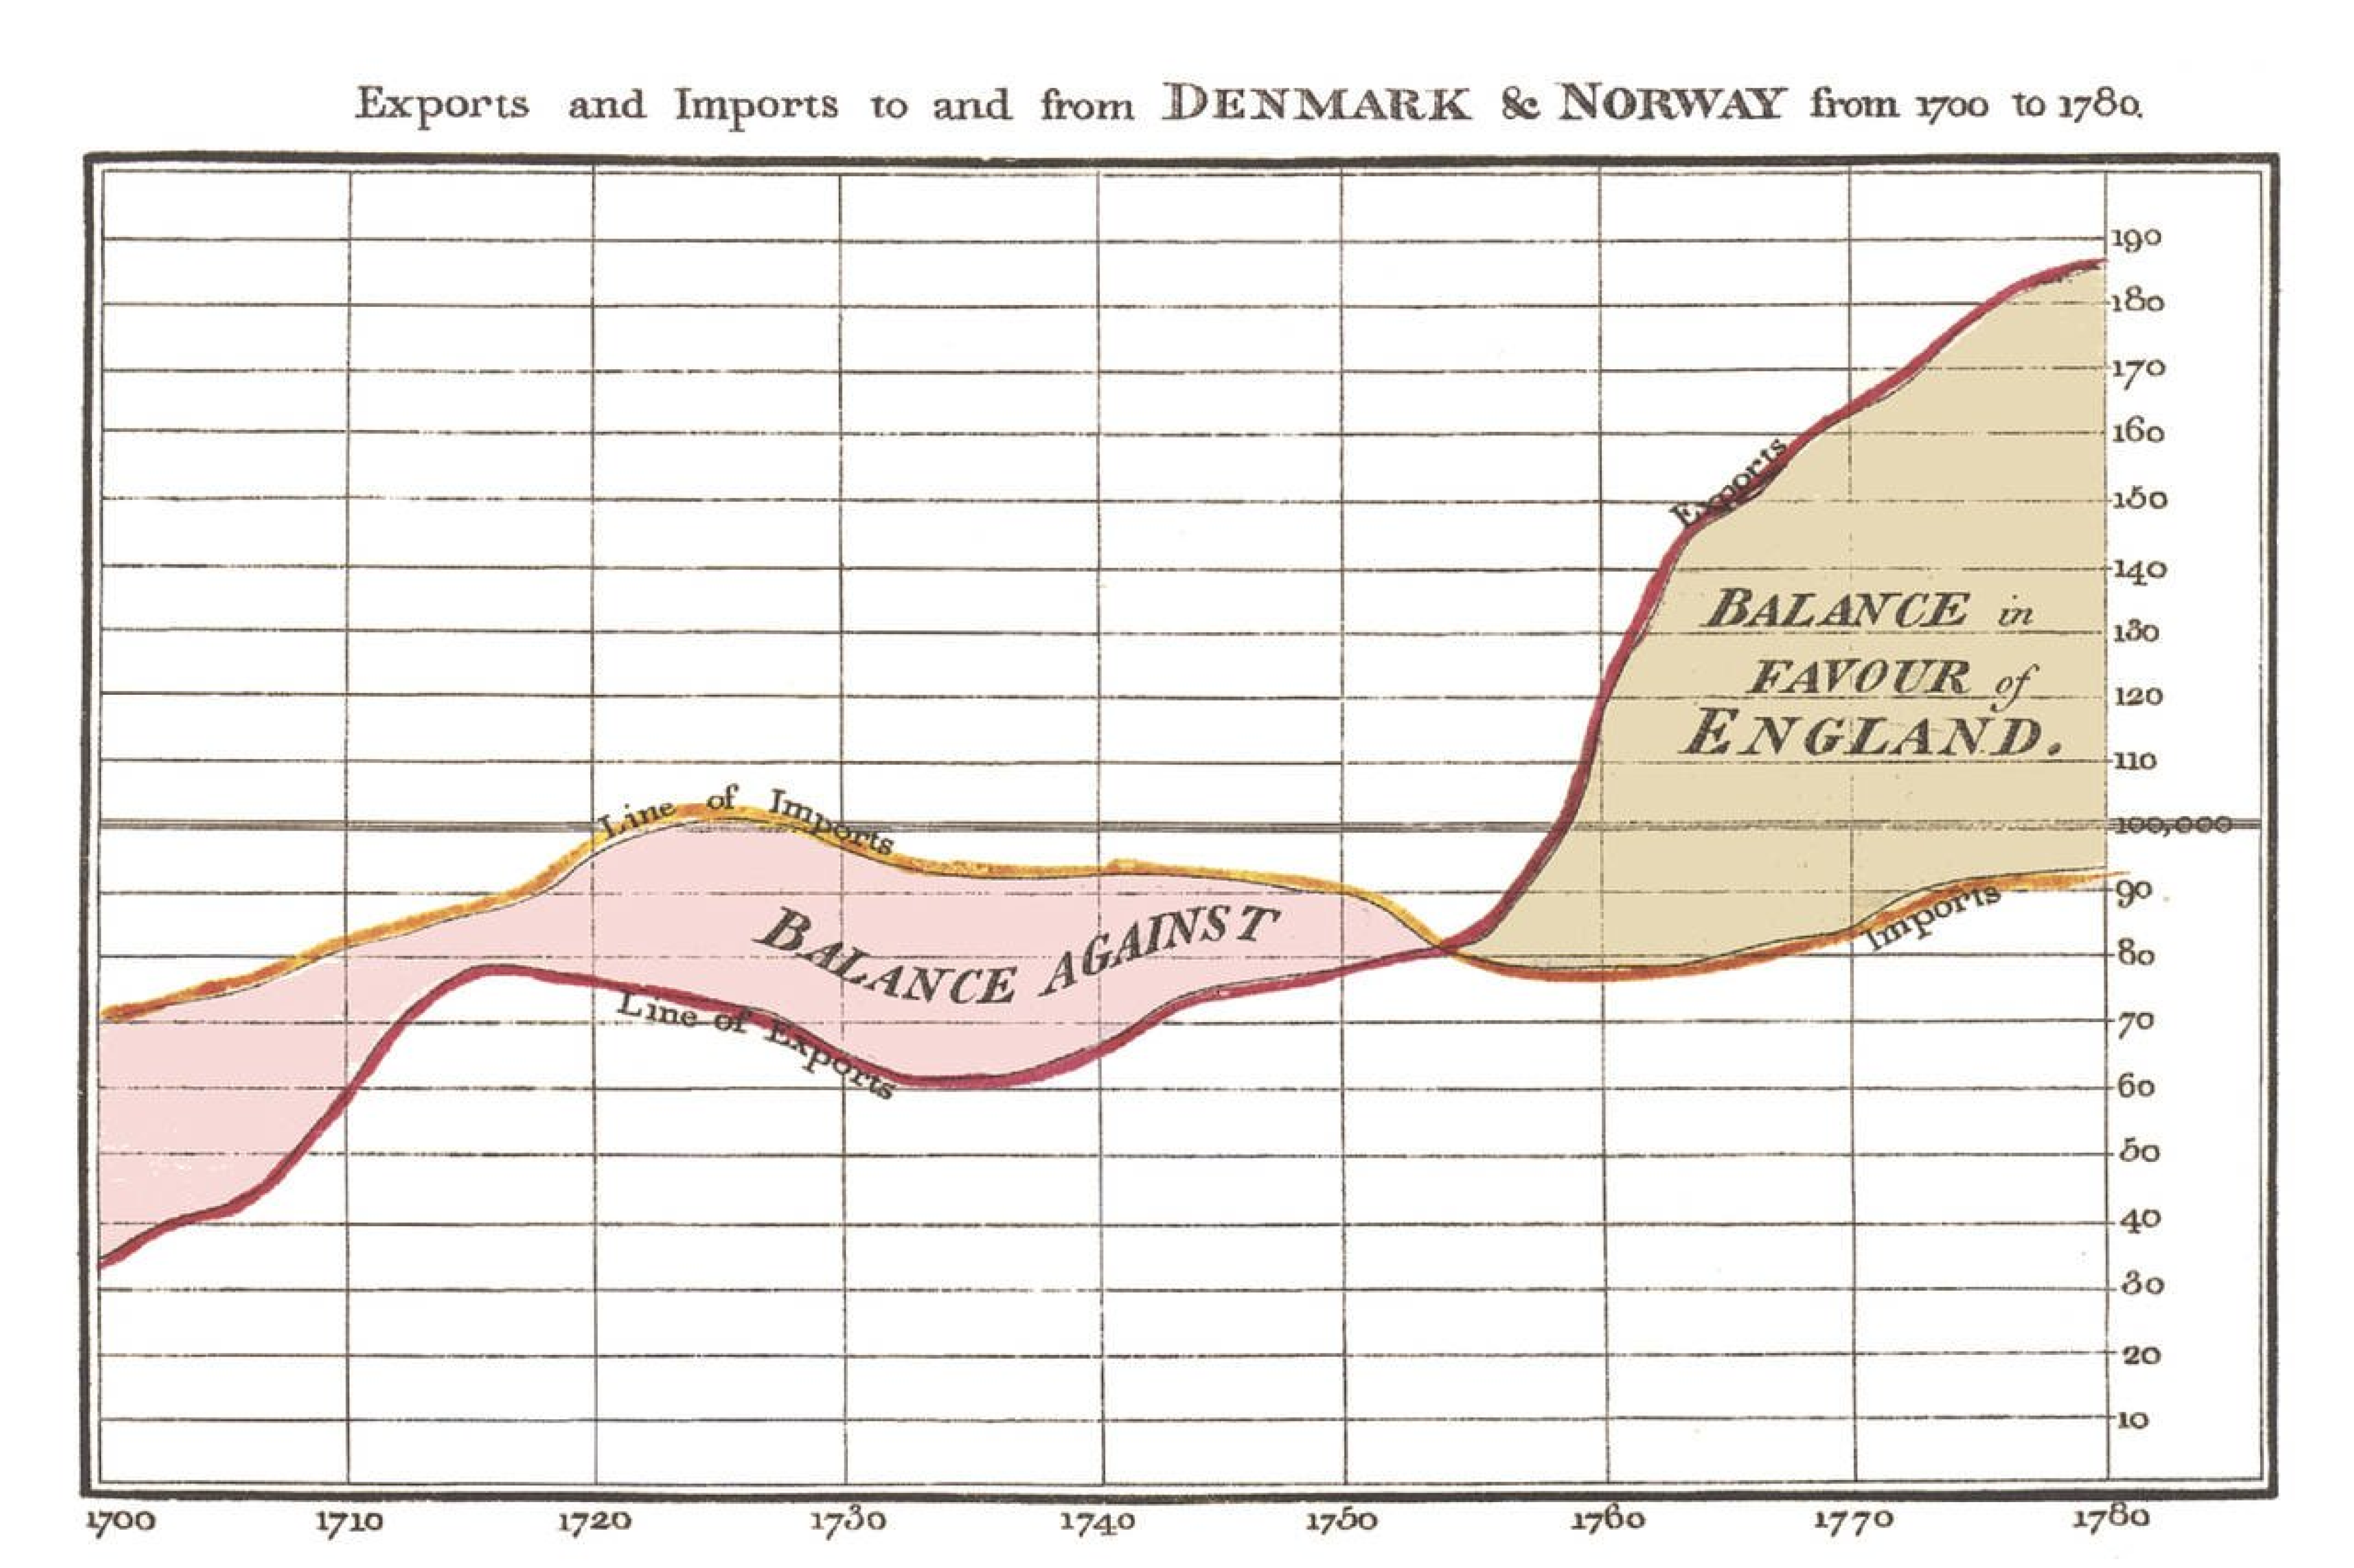 Exports and Imports to and from DENMARK & NORWAY from 1700 to 1780.
190
180
170
160
150
140
130
120
110
100,000
90
80
70
60
50
40
30
20
10
Exports
BALANCE in
FAVOUR of
ENGLAND.
Line of Imports
BALANCE AGAINST
Imports
Line of Exports
1700 1710 1720 1730 1740 1750 1760 1770 1780